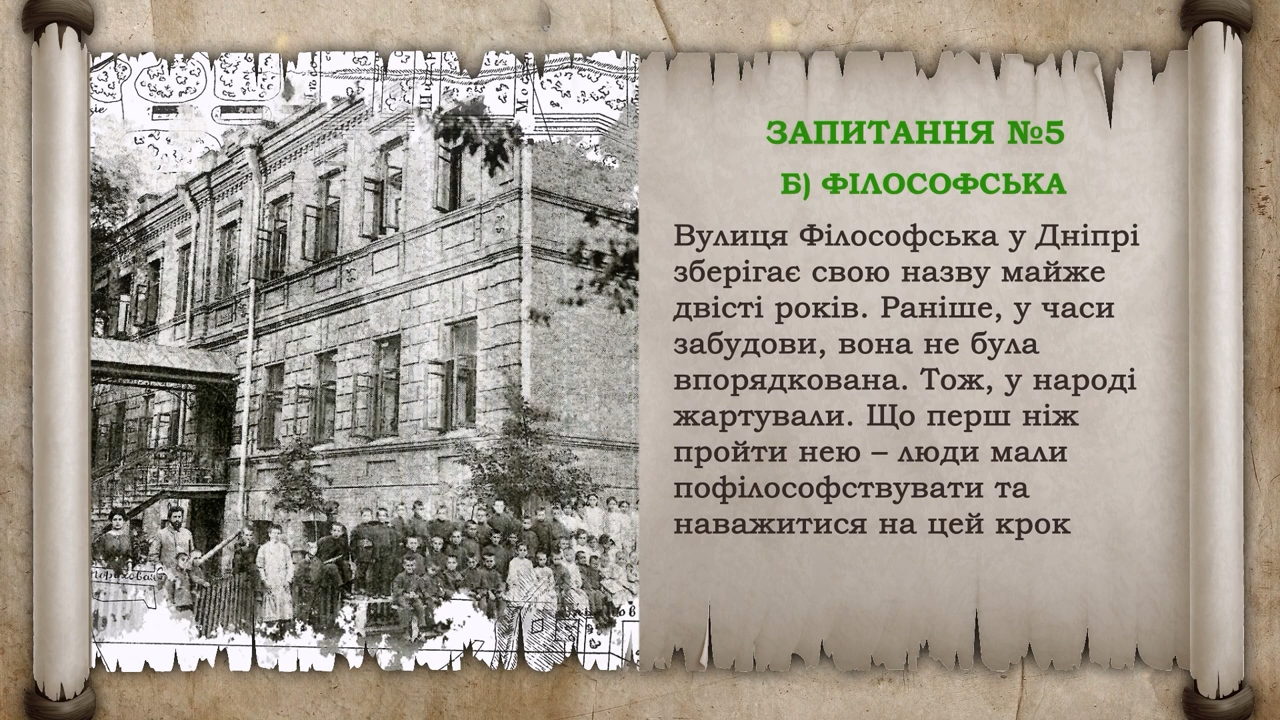 ЗАПИТАННЯ №5
Б) ФІЛОСОФСЬКА
Вулиця Філософська у Дніпрі
зберігає свою назву майже
двісті років. Раніше, у часи
забудови, вона не була
впорядкована. Тож, у народі
жартували. Що перш ніж
пройти нею – люди мали
пофілософствувати та
наважитися на цей крок